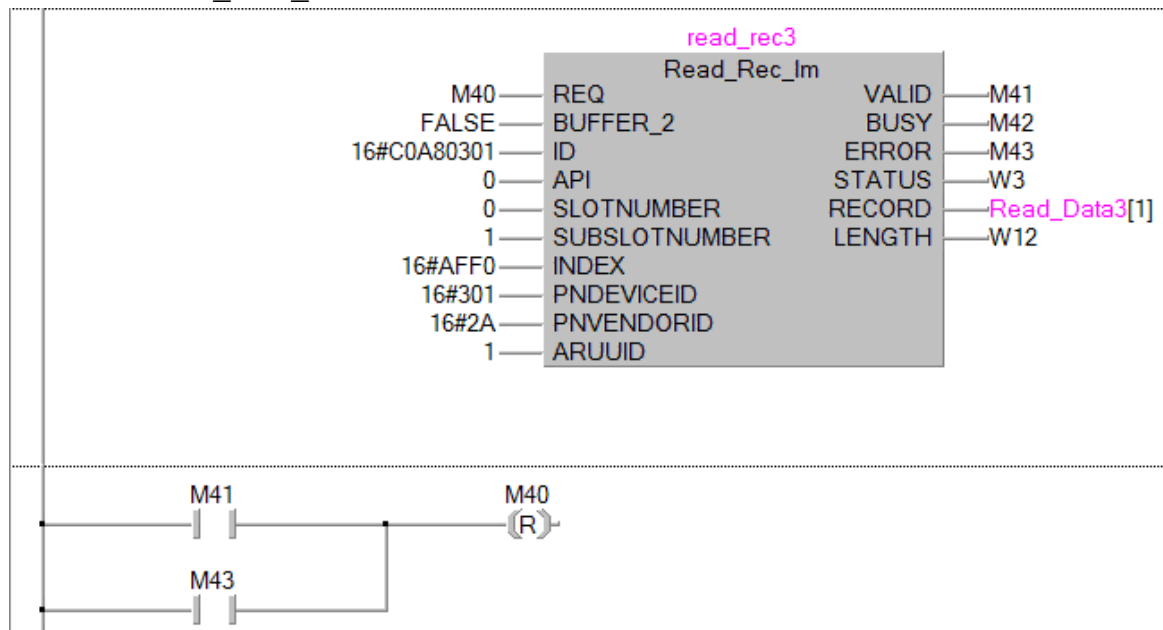 read_rec3
Read_Rec_Im
M40 REQ VALID M41
FALSE BUFFER_2 BUSY M42
16#C0A80301 ID ERROR M43
0 API STATUS W3
0 SLOTNUMBER RECORD Read_Data3[1]
1 SUBSLOTNUMBER LENGTH W12
16#AFF0 INDEX
16#301 PNDEVICEID
16#2A PNVENDORID
1 ARUUID
M41 M40
(R)
M43